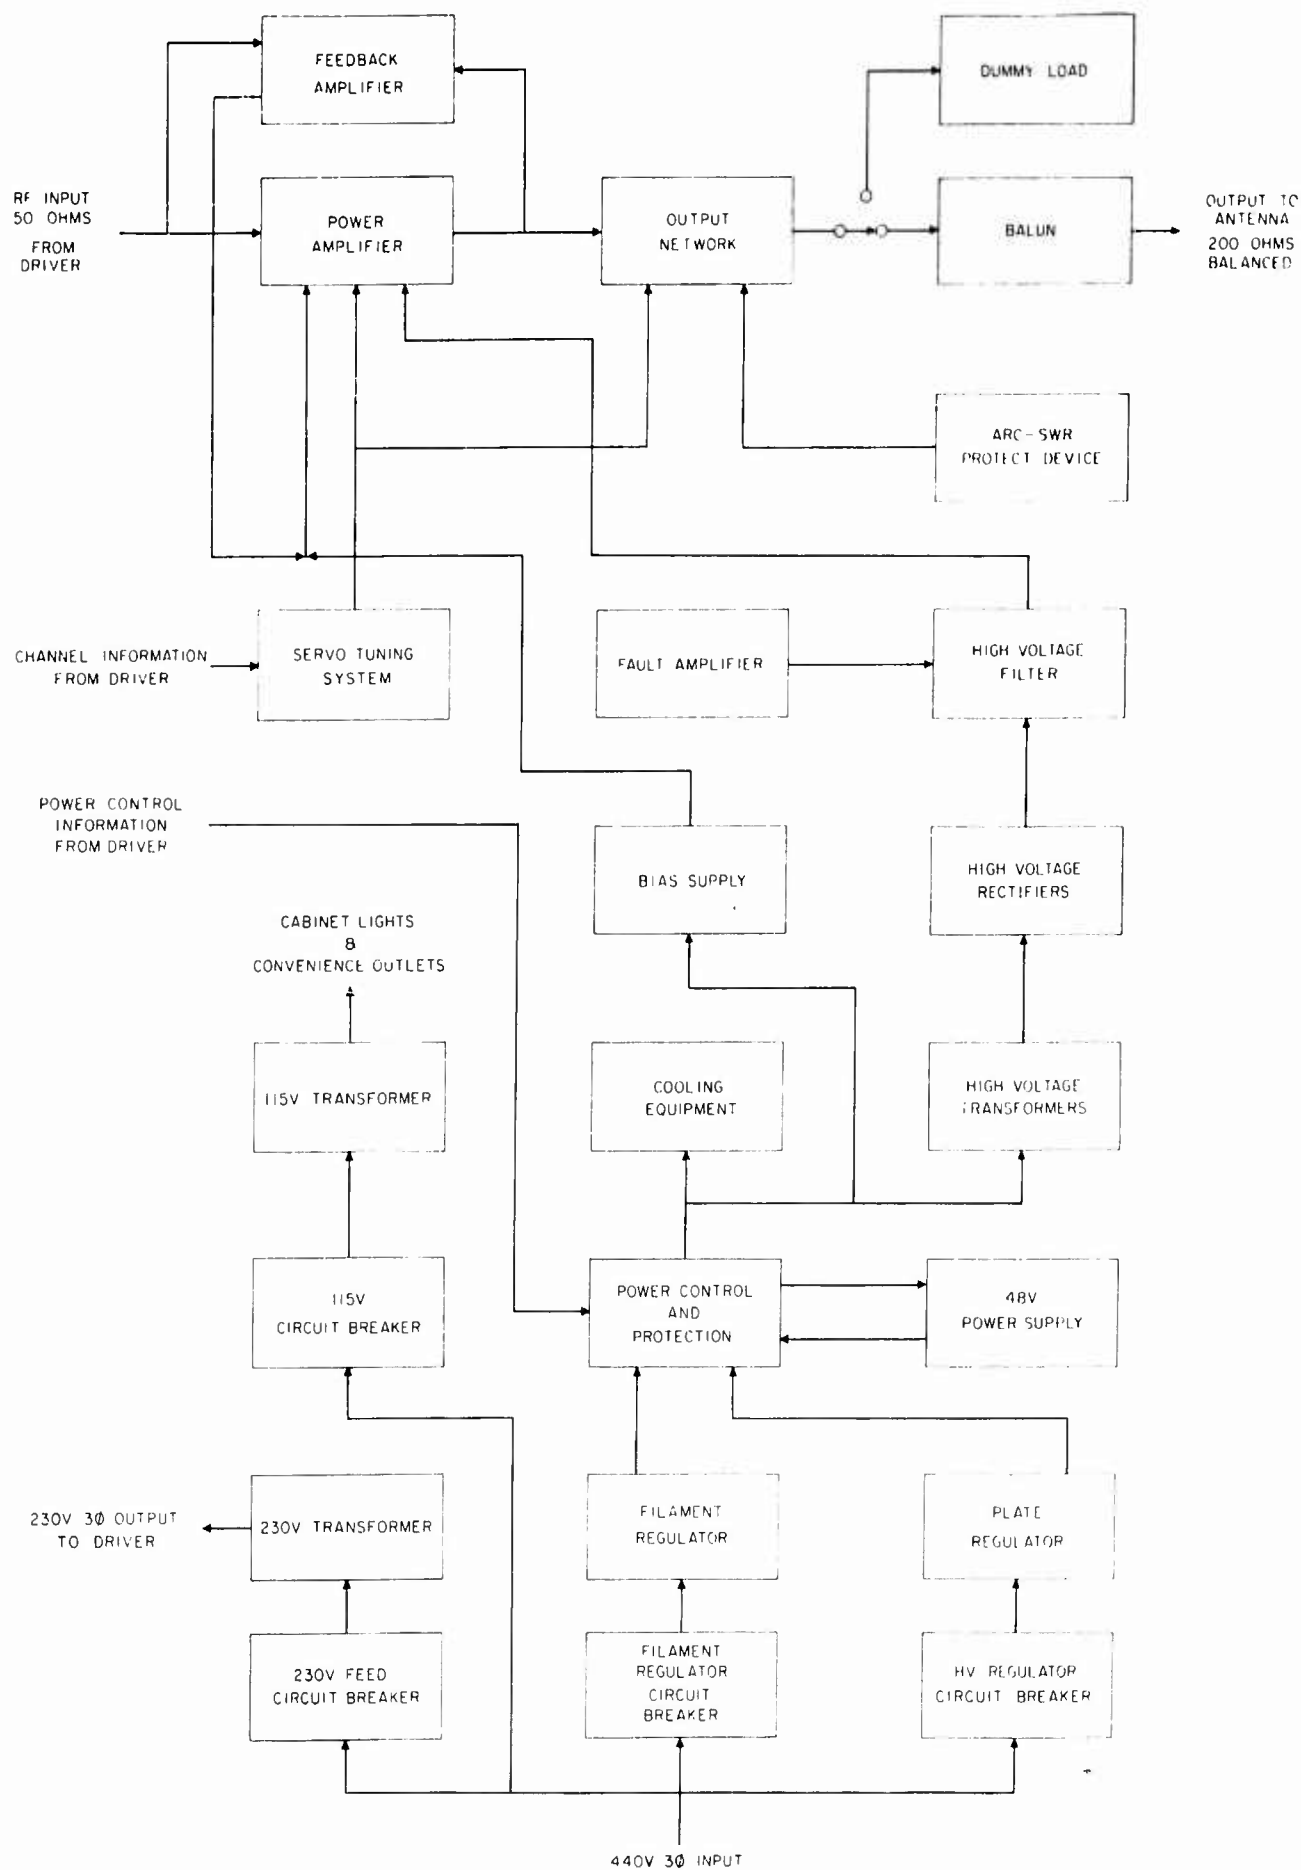 FEEDBACK
AMPLIFIER
DUMMY LOAD
RF INPUT
50 OHMS
FROM
DRIVER
POWER
AMPLIFIER
OUTPUT
NETWORK
BALUN
OUTPUT TO
ANTENNA
200 OHMS
BALANCED
ARC-SWR
PROTECT DEVICE
CHANNEL INFORMATION
FROM DRIVER
SERVO TUNING
SYSTEM
FAULT AMPLIFIER
HIGH VOLTAGE
FILTER
POWER CONTROL
INFORMATION
FROM DRIVER
BIAS SUPPLY
HIGH VOLTAGE
RECTIFIERS
CABINET LIGHTS
&
CONVENIENCE OUTLETS
115V TRANSFORMER
COOLING
EQUIPMENT
HIGH VOLTAGE
TRANSFORMERS
115V
CIRCUIT BREAKER
POWER CONTROL
AND
PROTECTION
48V
POWER SUPPLY
230V 3Ø OUTPUT
TO DRIVER
230V TRANSFORMER
FILAMENT
REGULATOR
PLATE
REGULATOR
230V FEED
CIRCUIT BREAKER
FILAMENT
REGULATOR
CIRCUIT
BREAKER
HV REGULATOR
CIRCUIT BREAKER
440V 3Ø INPUT